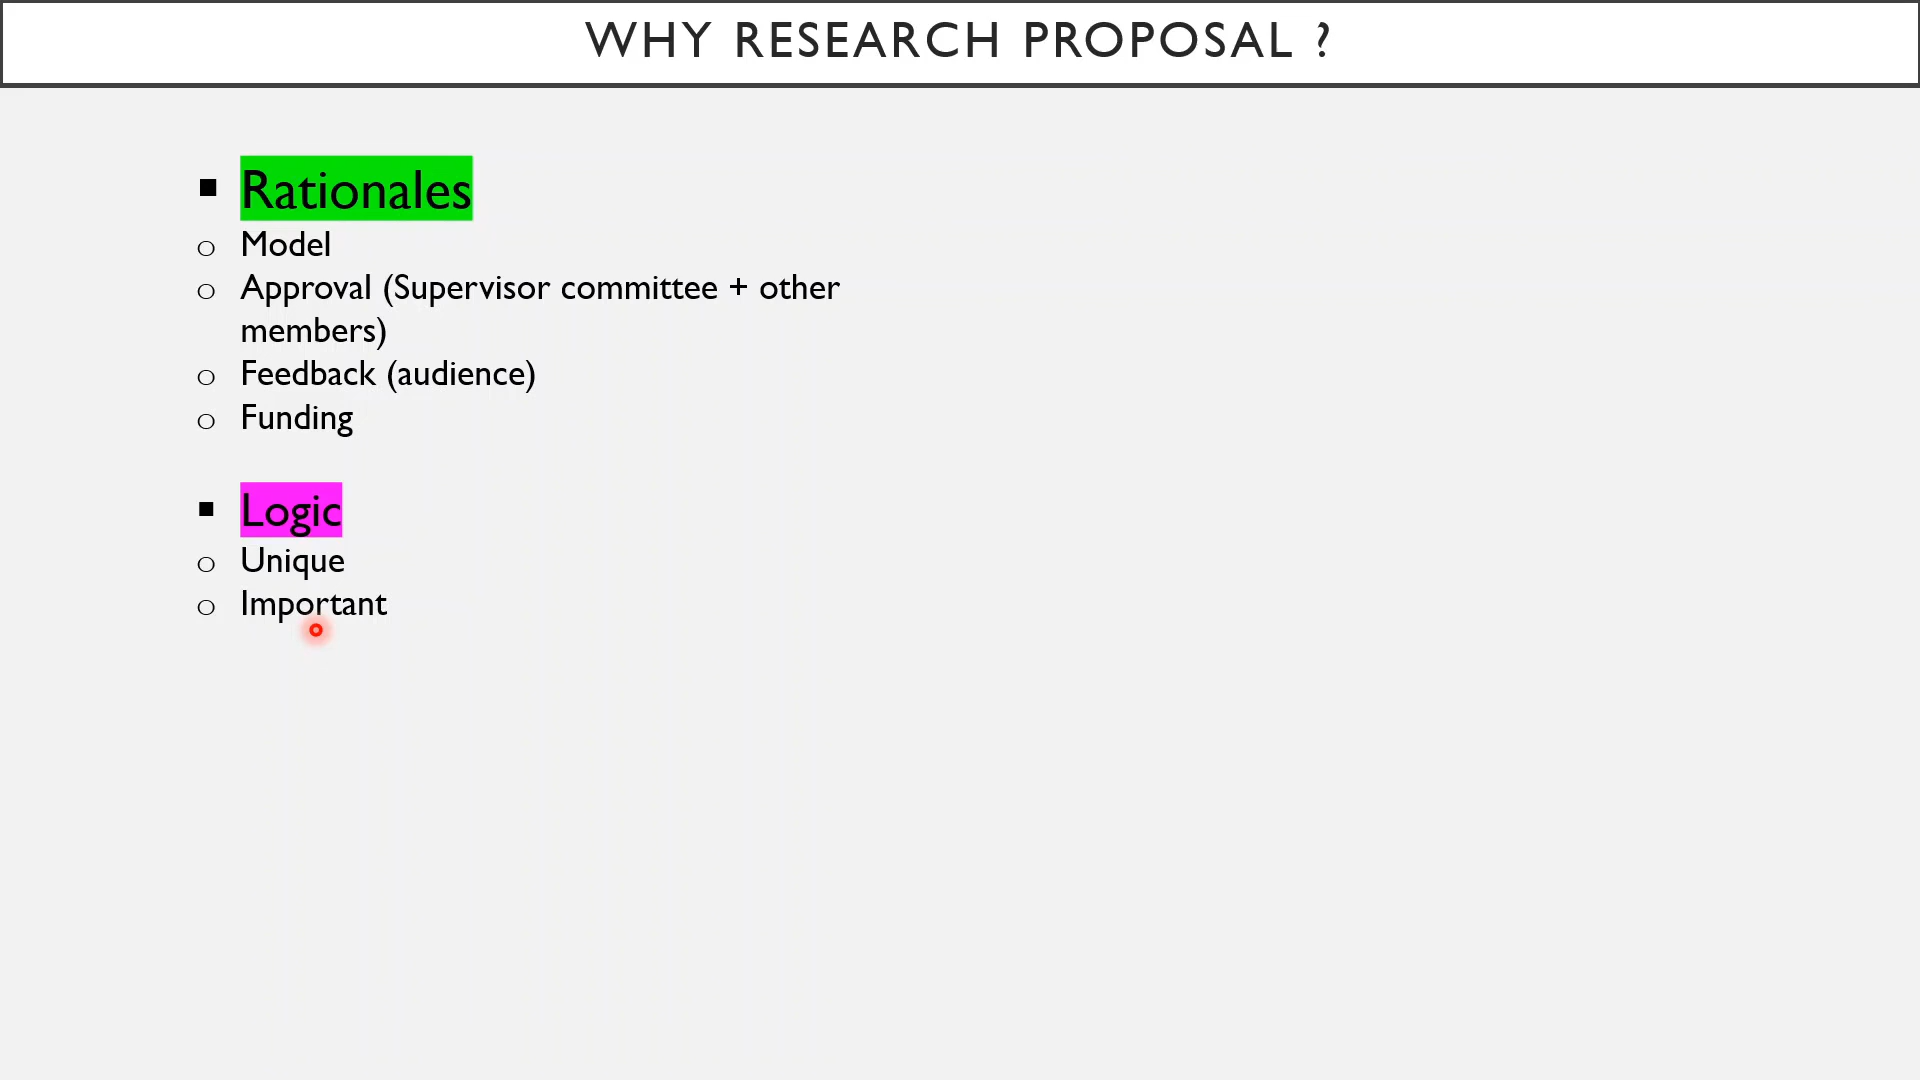 WHY RESEARCH PROPOSAL ?
▪ Rationales
o Model
o Approval (Supervisor committee + other
members)
o Feedback (audience)
o Funding
▪ Logic
o Unique
o Important